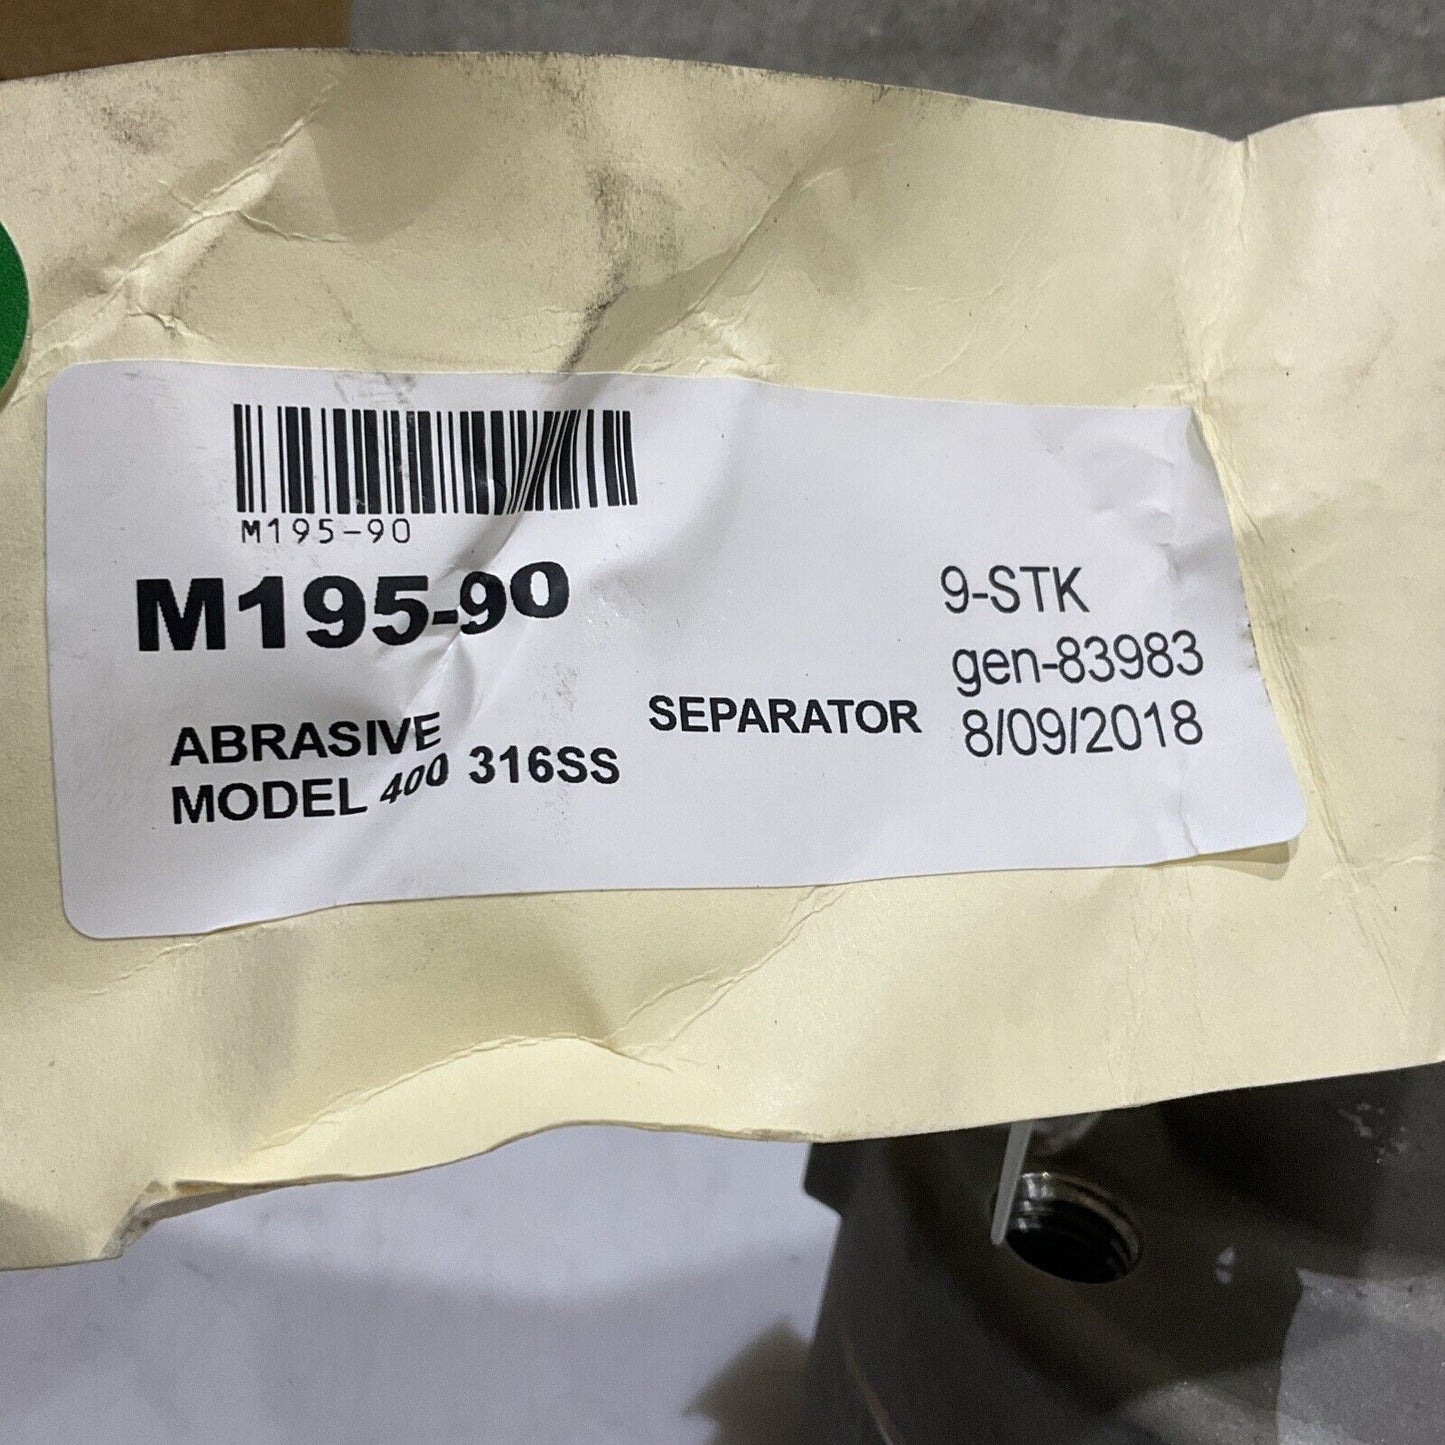 M195-90
M195-90
ABRASIVE SEPARATOR
MODEL 400 316SS
9-STK
gen-83983
8/09/2018